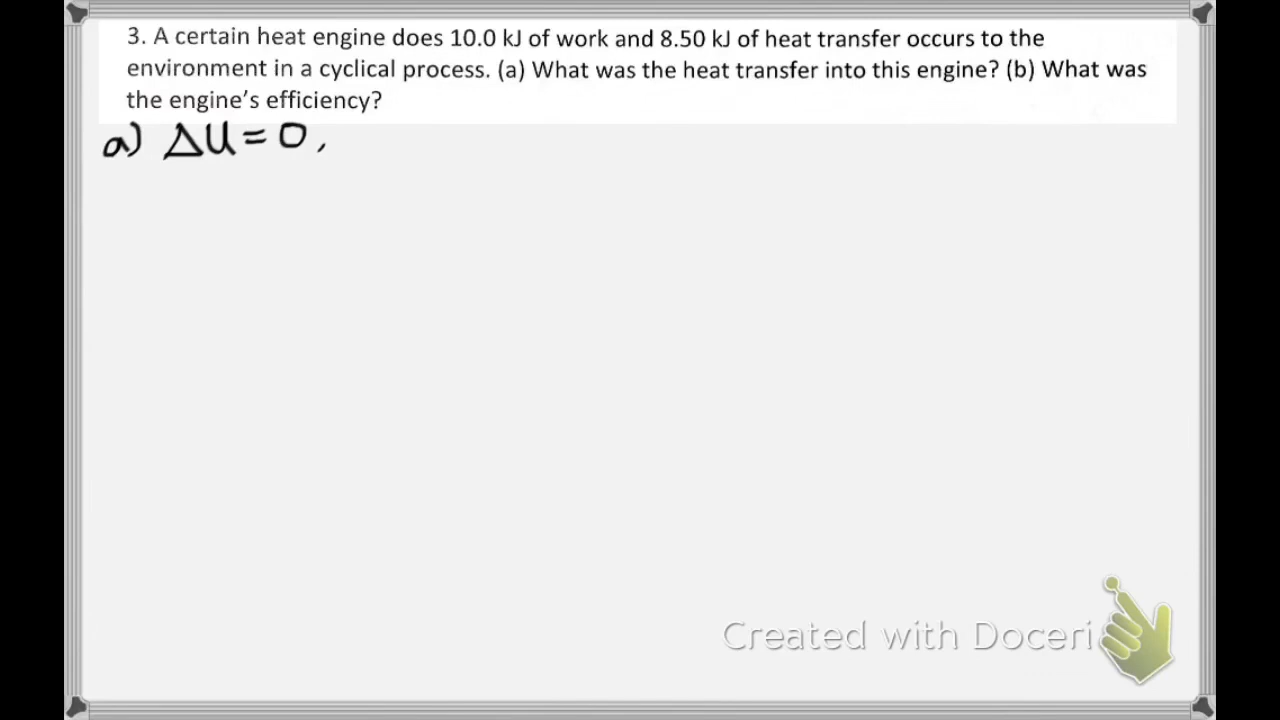 3. A certain heat engine does 10.0 kJ of work and 8.50 kJ of heat transfer occurs to the
environment in a cyclical process. (a) What was the heat transfer into this engine? (b) What was
the engine’s efficiency?
a) ΔU = 0,
Created with Doceri